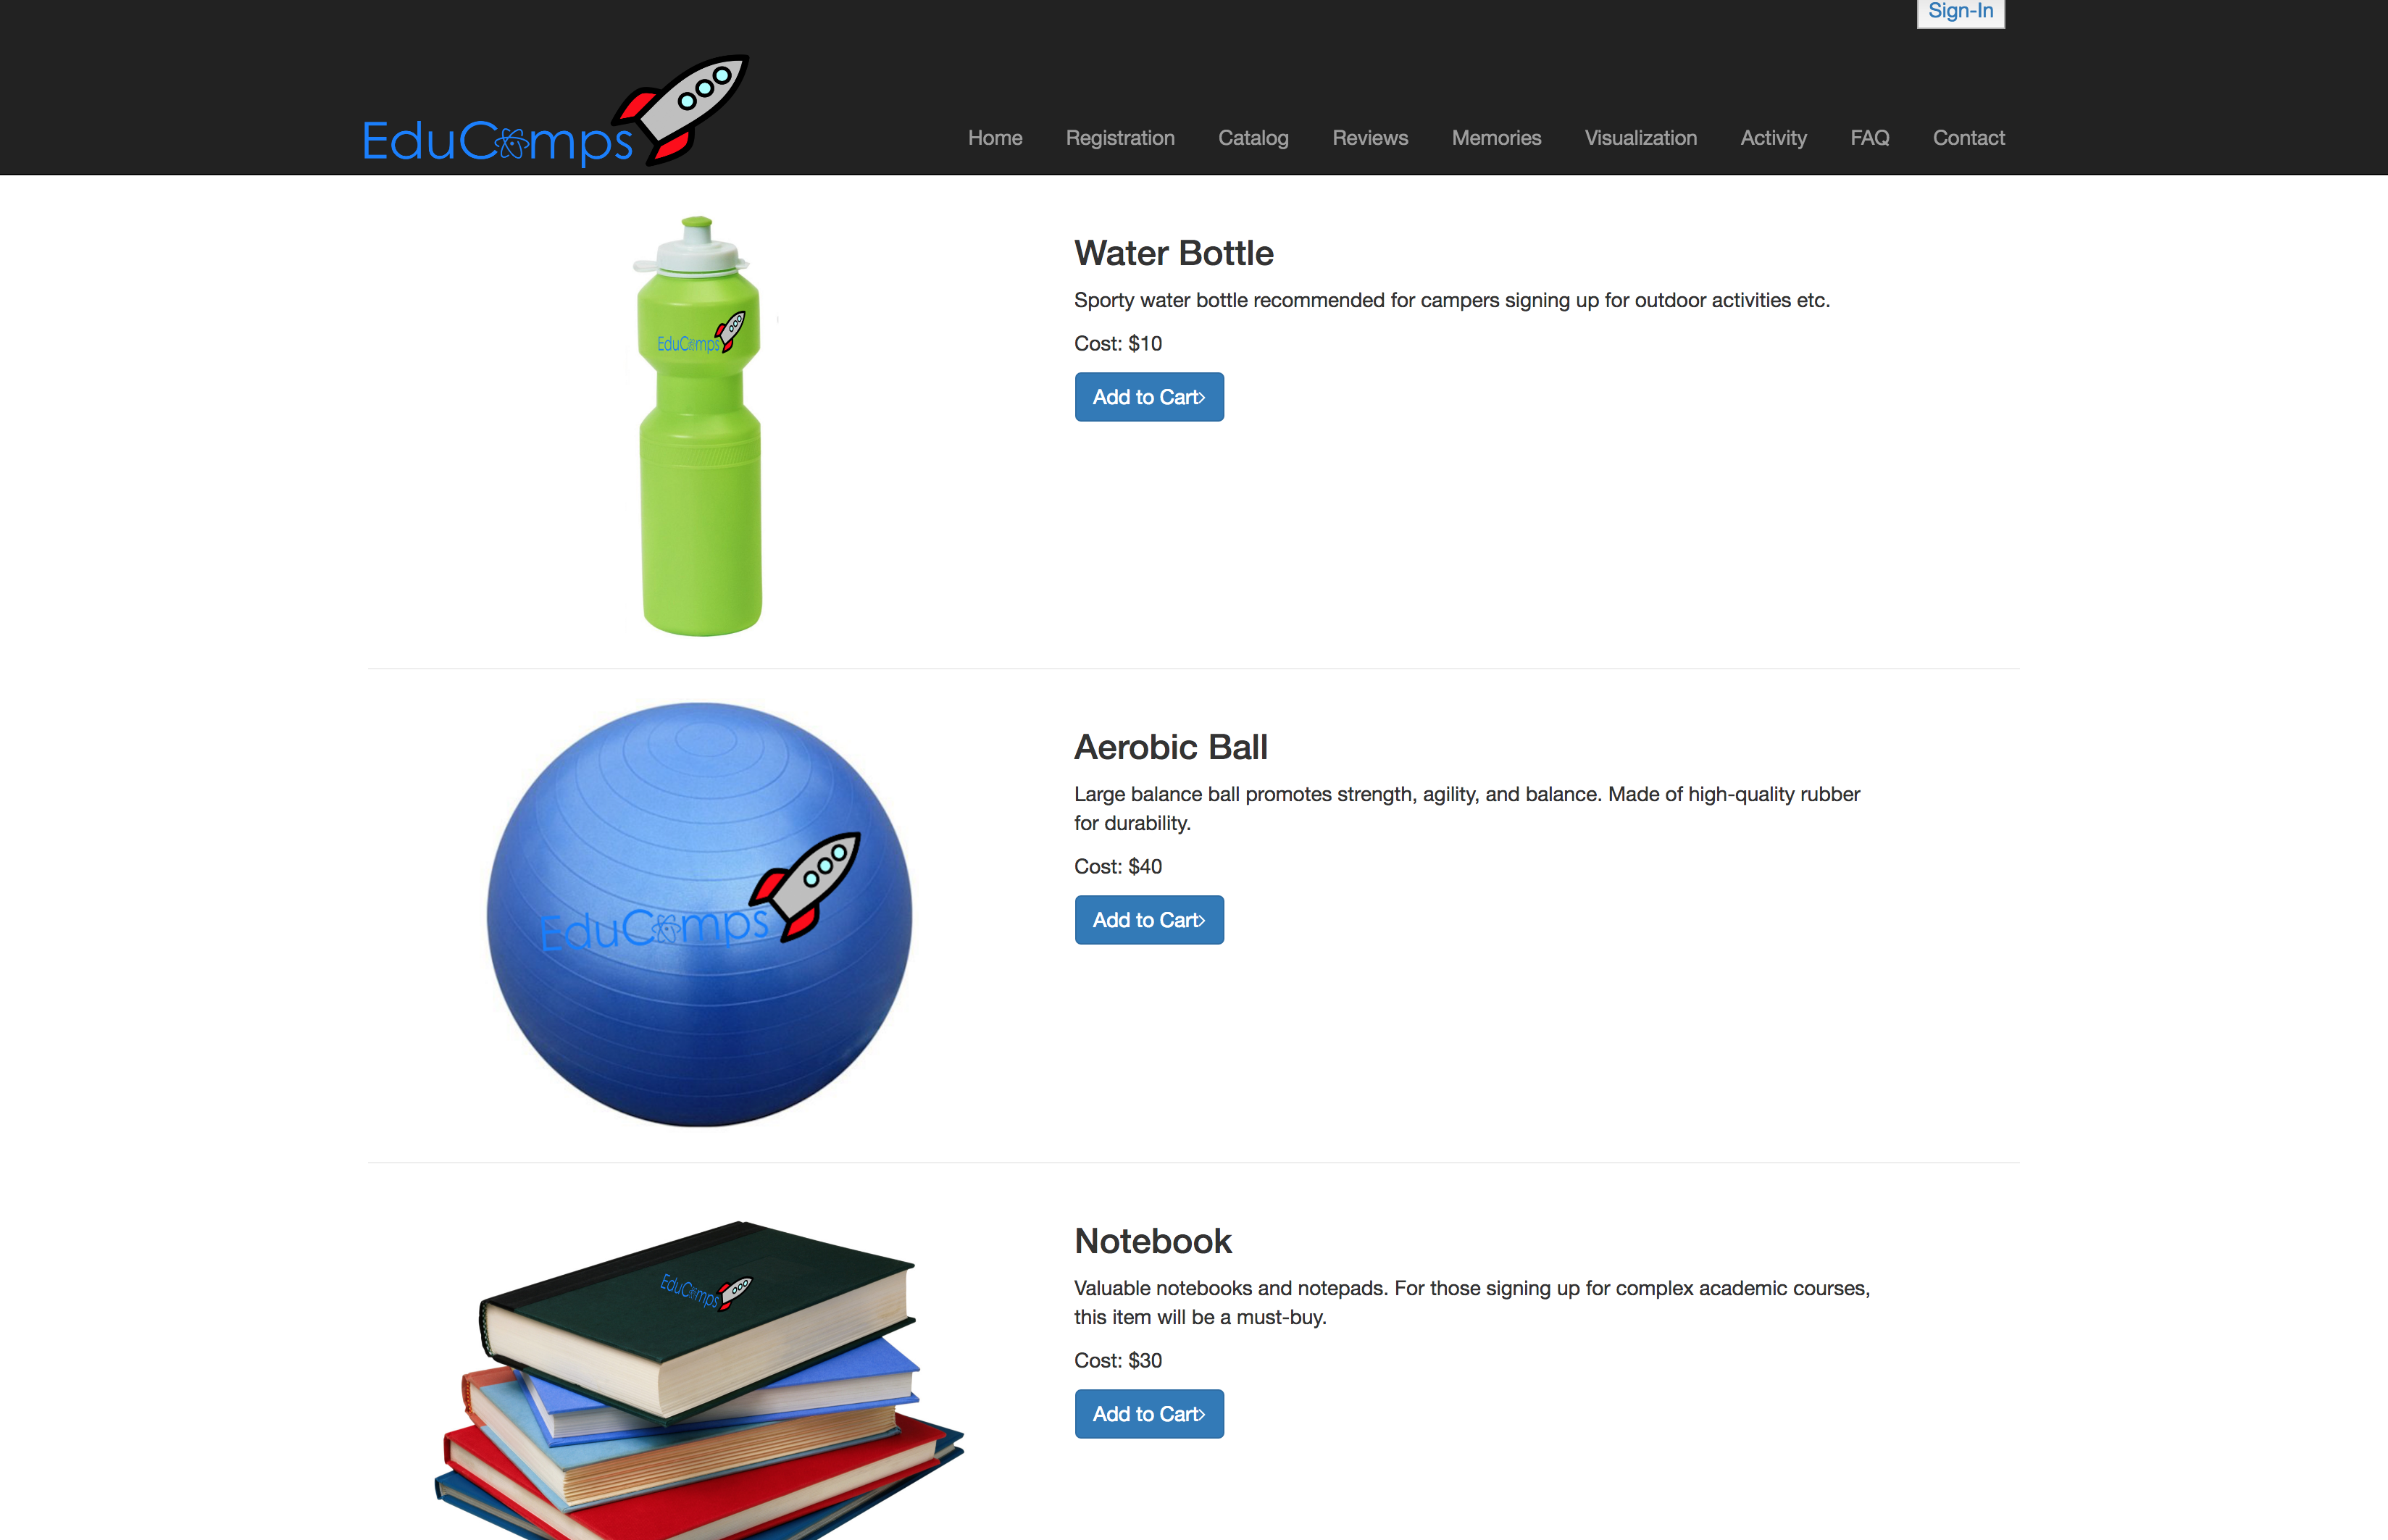 Sign-In
EduCamps
Home Registration Catalog Reviews Memories Visualization Activity FAQ Contact
EduCamps
Water Bottle
Sporty water bottle recommended for campers signing up for outdoor activities etc.
Cost: $10
Add to Cart
EduCamps
Aerobic Ball
Large balance ball promotes strength, agility, and balance. Made of high-quality rubber
for durability.
Cost: $40
Add to Cart
EduCamps
Notebook
Valuable notebooks and notepads. For those signing up for complex academic courses,
this item will be a must-buy.
Cost: $30
Add to Cart